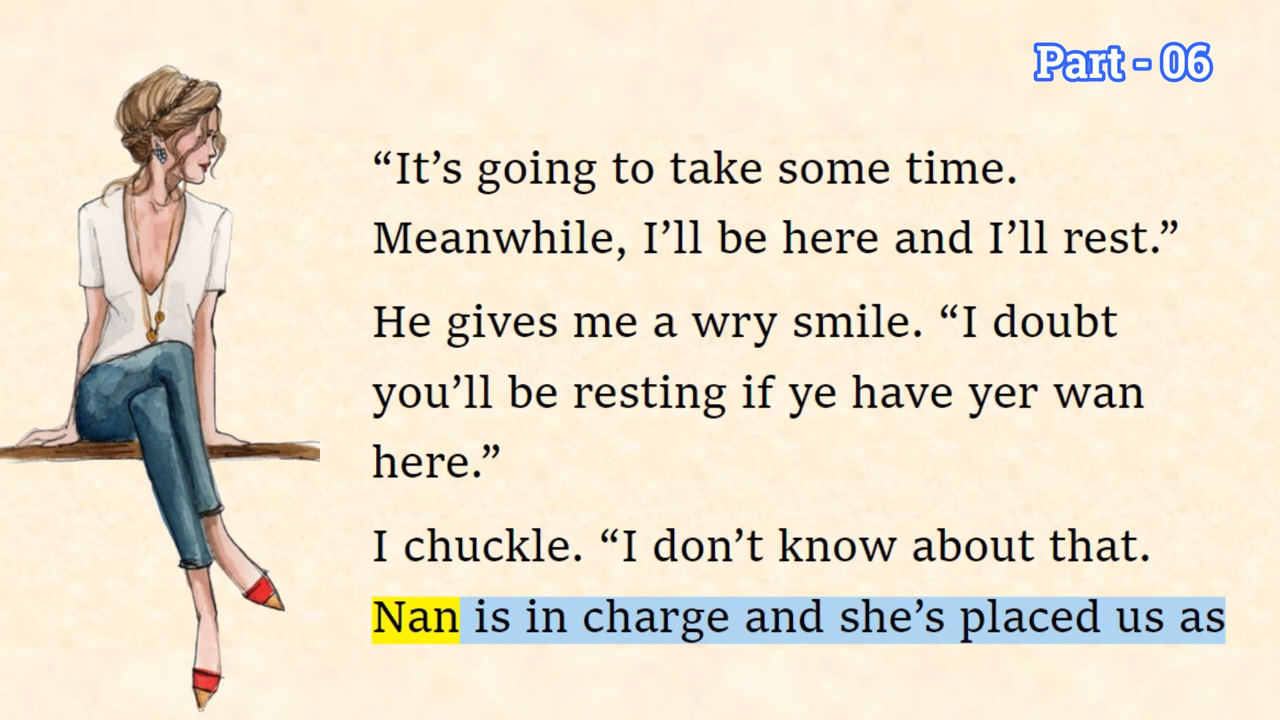 Part - 06
“It’s going to take some time.
Meanwhile, I’ll be here and I’ll rest.”
He gives me a wry smile. “I doubt
you’ll be resting if ye have yer wan
here.”
I chuckle. “I don’t know about that.
Nan is in charge and she’s placed us as